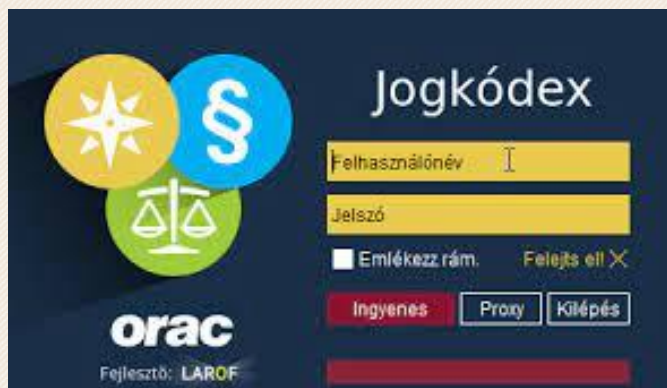 §
Jogkódex
Felhasználónév
Jelszó
Emlékezz rám. Felejts el!
Ingyenes Proxy Kilépés
orac
Fejlesztő: LAROF